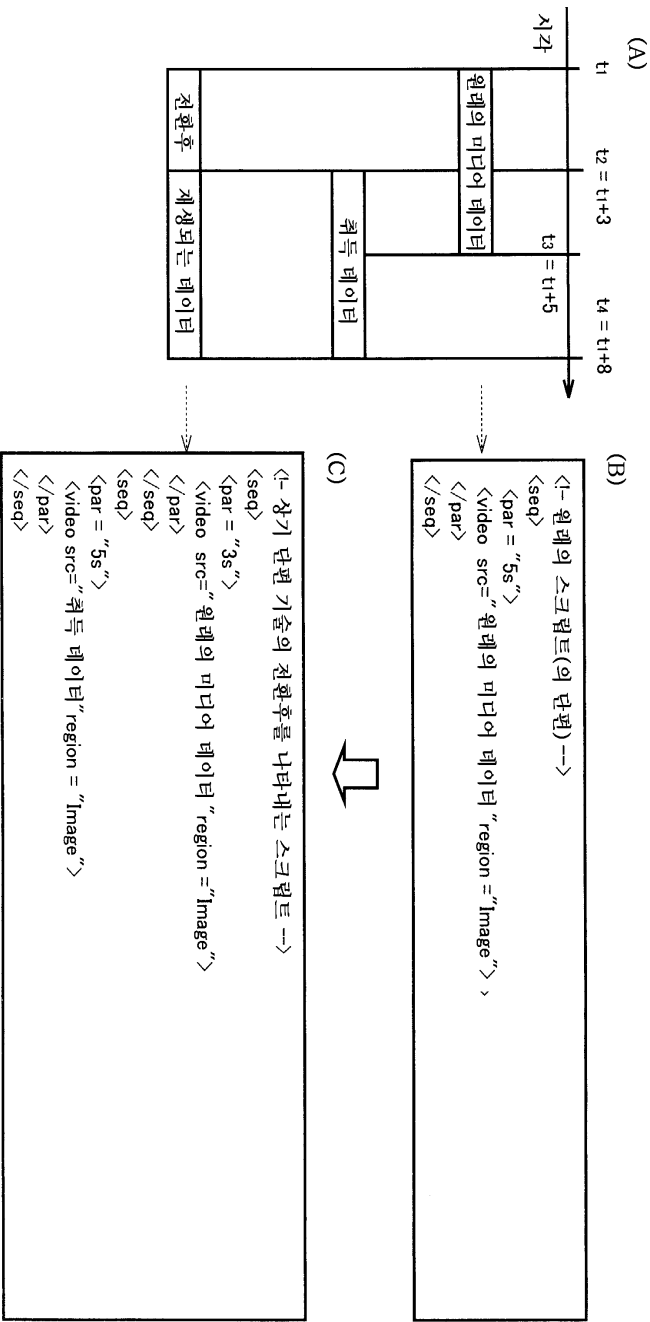 (A)
시각
t1
t2 = t1+3
t3 = t1+5
t4 = t1+8
원래의 미디어 데이터
취득 데이터
전환후
재생되는 데이터
(B)
<!- 원래의 스크립트(의 단편) -->
<seq>
<par = "5s">
<video src="원래의 미디어 데이터"region ="Image"> >
</par>
</seq>
(C)
<!- 상기 단편 기술의 전환후를 나타내는 스크립트 -->
<seq>
<par = "3s">
<video src="원래의 미디어 데이터"region ="Image">
</par>
</seq>
<seq>
<par = "5s">
<video src="취득 데이터"region = "Image">
</par>
</seq>